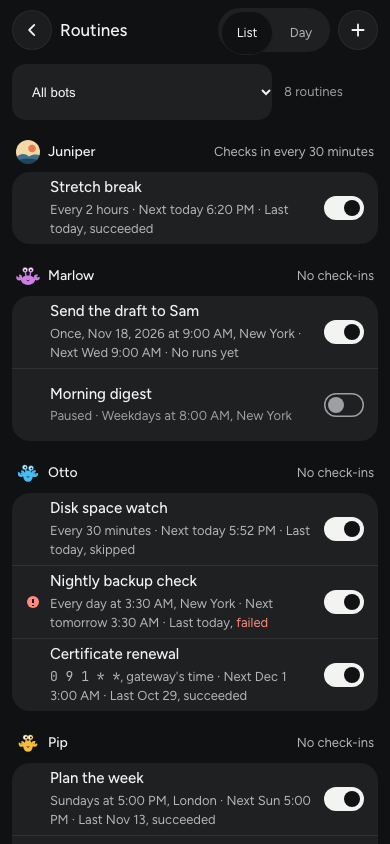 Routines
List
Day
All bots
8 routines
Juniper
Checks in every 30 minutes
Stretch break
Every 2 hours · Next today 6:20 PM · Last
today, succeeded
Marlow
No check-ins
Send the draft to Sam
Once, Nov 18, 2026 at 9:00 AM, New York ·
Next Wed 9:00 AM · No runs yet
Morning digest
Paused · Weekdays at 8:00 AM, New York
Otto
No check-ins
Disk space watch
Every 30 minutes · Next today 5:52 PM · Last
today, skipped
Nightly backup check
Every day at 3:30 AM, New York · Next
tomorrow 3:30 AM · Last today, failed
Certificate renewal
0 9 1 * *, gateway's time · Next Dec 1
3:00 AM · Last Oct 29, succeeded
Pip
No check-ins
Plan the week
Sundays at 5:00 PM, London · Next Sun 5:00
PM · Last Nov 13, succeeded